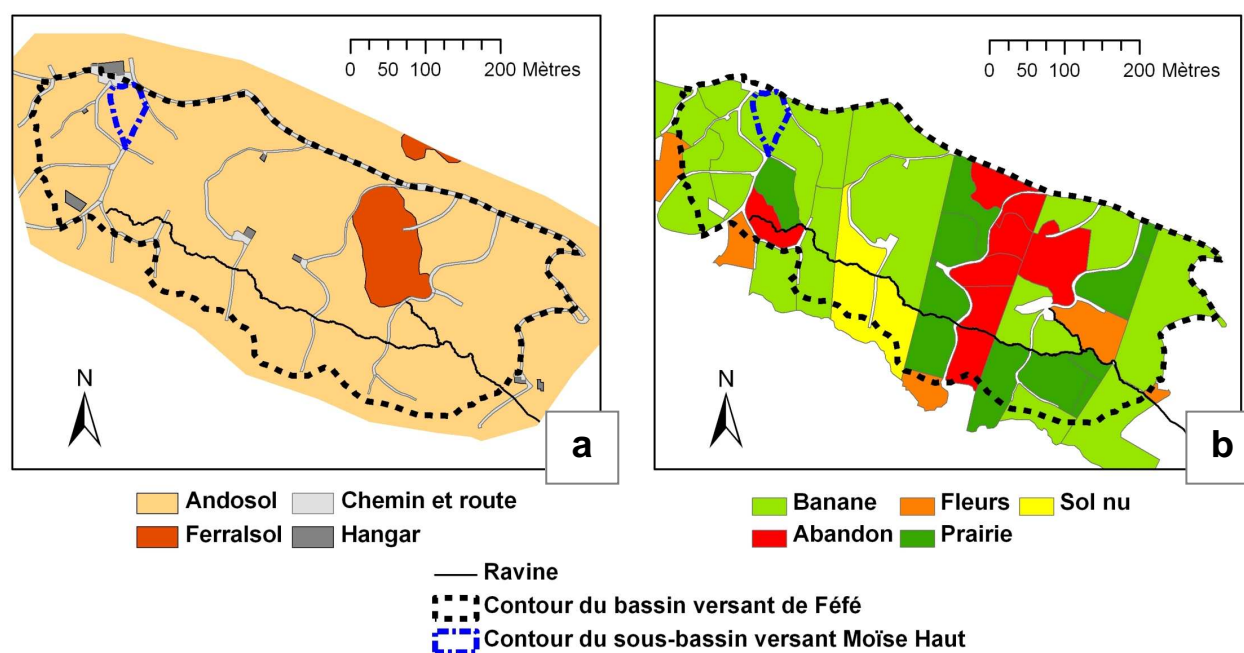 0 50 100 200 Mètres
N
a
0 50 100 200 Mètres
N
b
Andosol Chemin et route
Ferralsol Hangar
Banane Fleurs Sol nu
Abandon Prairie
Ravine
Contour du bassin versant de Féfé
Contour du sous-bassin versant Moïse Haut